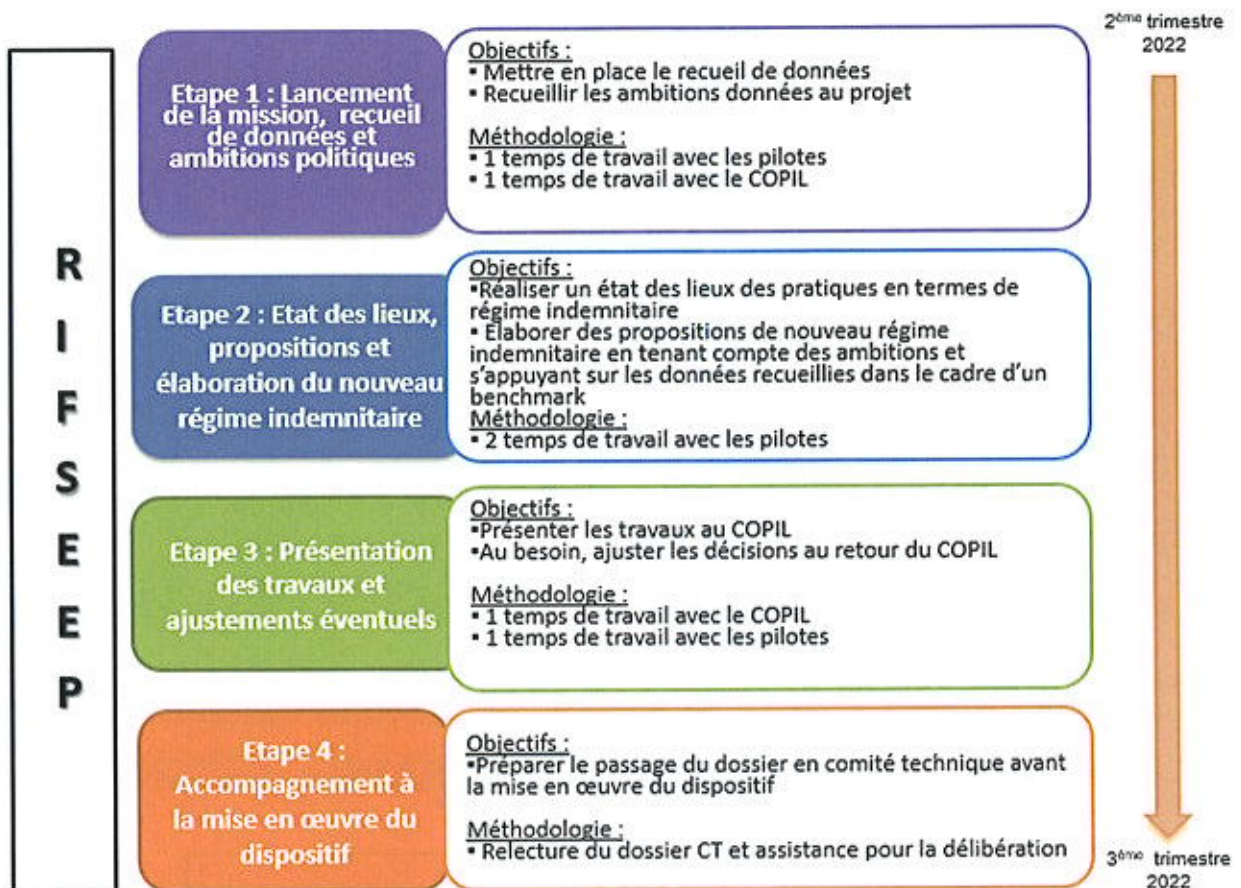 2ème trimestre
2022
RIFSEEP
Etape 1 : Lancement
de la mission, recueil
de données et
ambitions politiques
Objectifs :
▪ Mettre en place le recueil de données
▪ Recueillir les ambitions données au projet
Méthodologie :
▪ 1 temps de travail avec les pilotes
▪ 1 temps de travail avec le COPIL
Etape 2 : Etat des lieux,
propositions et
élaboration du nouveau
régime indemnitaire
Objectifs :
▪Réaliser un état des lieux des pratiques en termes de
régime indemnitaire
▪ Elaborer des propositions de nouveau régime
indemnitaire en tenant compte des ambitions et
s'appuyant sur les données recueillies dans le cadre d'un
benchmark
Méthodologie :
▪ 2 temps de travail avec les pilotes
Etape 3 : Présentation
des travaux et
ajustements éventuels
Objectifs :
▪Présenter les travaux au COPIL
▪Au besoin, ajuster les décisions au retour du COPIL
Méthodologie :
▪ 1 temps de travail avec le COPIL
▪ 1 temps de travail avec les pilotes
Etape 4 :
Accompagnement à
la mise en œuvre du
dispositif
Objectifs :
▪Préparer le passage du dossier en comité technique avant
la mise en œuvre du dispositif
Méthodologie :
▪ Relecture du dossier CT et assistance pour la délibération
3ème trimestre
2022